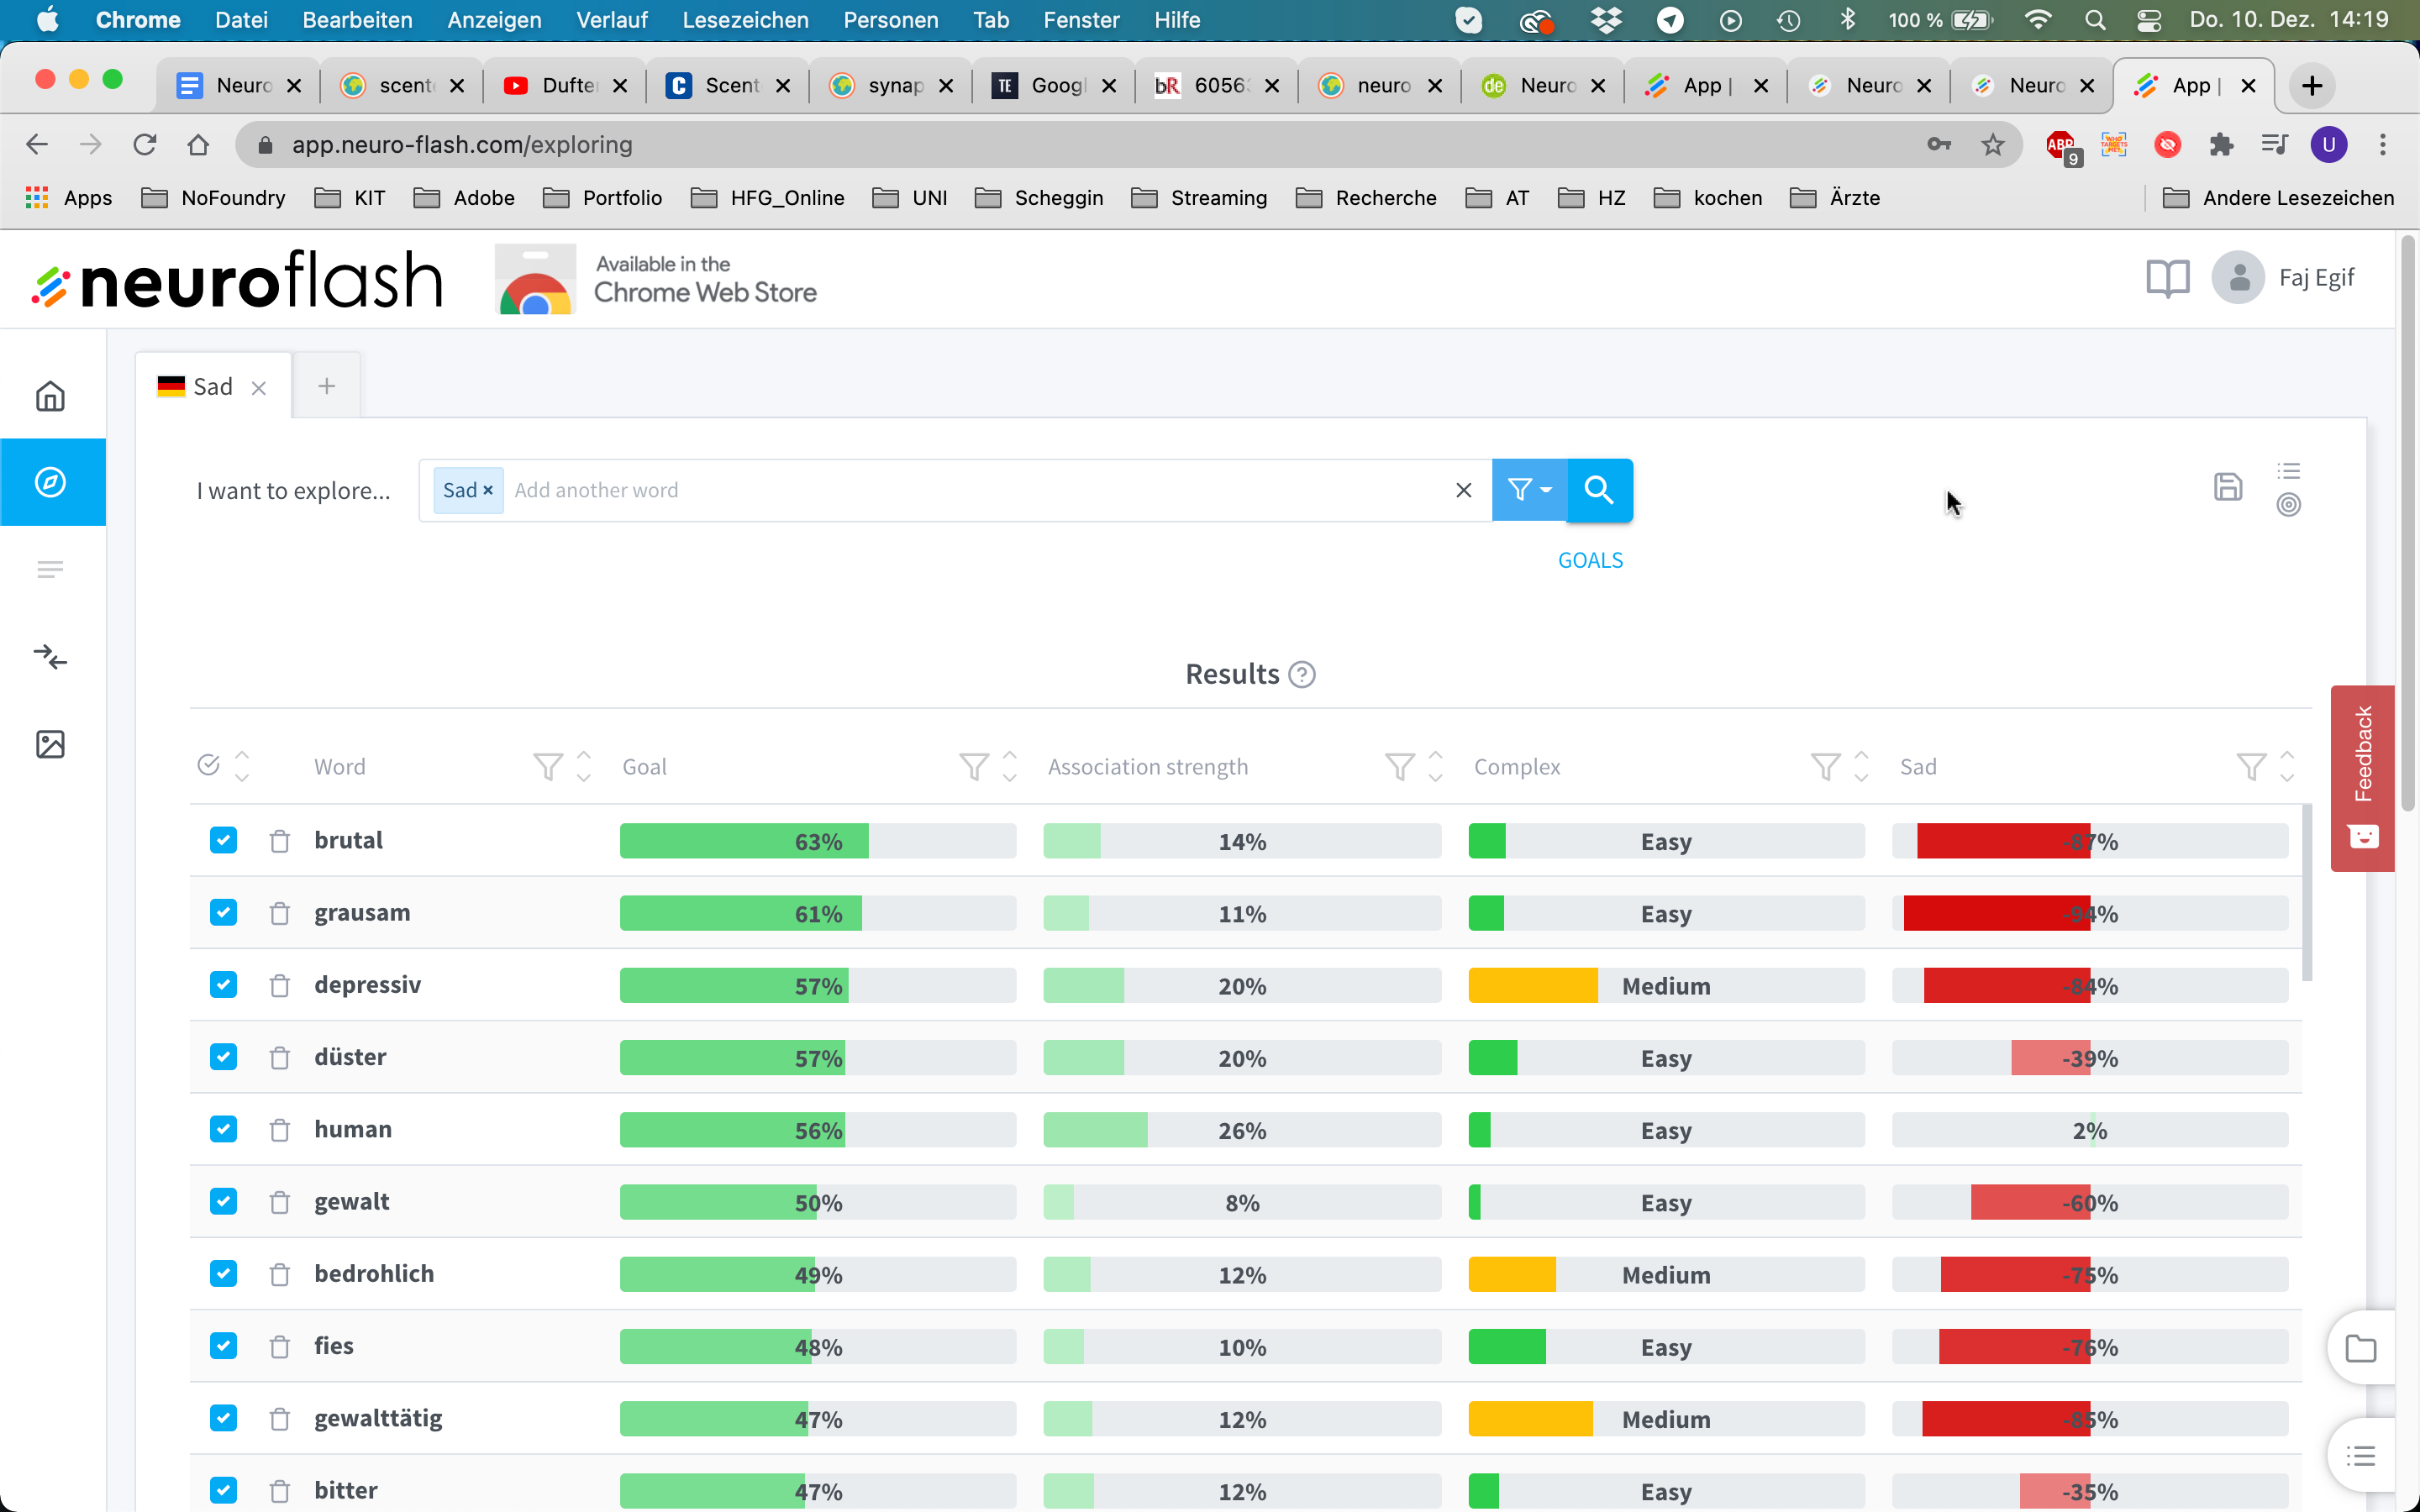 Chrome Datei Bearbeiten Anzeigen Verlauf Lesezeichen Personen Tab Fenster Hilfe 100 % Do. 10. Dez. 14:19
Neuro scent Dufte Scent synap TE Googl bR 6056 neuro de Neuro App | Neuro Neuro App |
app.neuro-flash.com/exploring ABP 9 U
Apps NoFoundry KIT Adobe Portfolio HFG_Online UNI Scheggin Streaming Recherche AT HZ kochen Ärzte Andere Lesezeichen
neuroflash
Available in the
Chrome Web Store
Faj Egif
Sad
I want to explore... Sad Add another word
GOALS
Results
Word Goal Association strength Complex Sad
brutal 63% 14% Easy -87%
grausam 61% 11% Easy -94%
depressiv 57% 20% Medium -84%
düster 57% 20% Easy -39%
human 56% 26% Easy 2%
gewalt 50% 8% Easy -60%
bedrohlich 49% 12% Medium -75%
fies 48% 10% Easy -76%
gewalttätig 47% 12% Medium -85%
bitter 47% 12% Easy -35%
Feedback